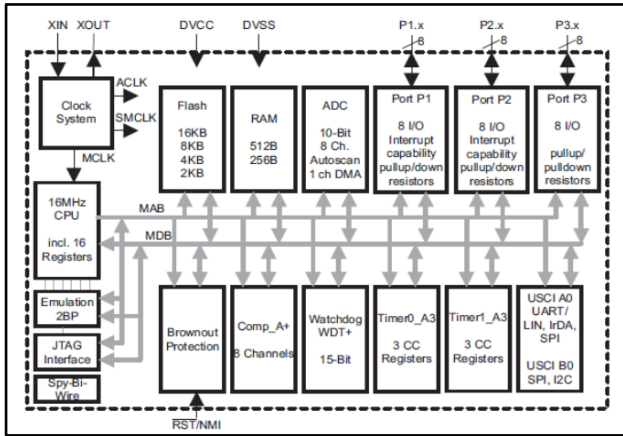 XIN XOUT DVCC DVSS P1.x P2.x P3.x
8 8 8
ACLK
SMCLK
MCLK
Clock
System
Flash
16KB
8KB
4KB
2KB
RAM
512B
256B
ADC
10-Bit
8 Ch.
Autoscan
1 ch DMA
Port P1
8 I/O
Interrupt
capability
pullup/down
resistors
Port P2
8 I/O
Interrupt
capability
pullup/down
resistors
Port P3
8 I/O
pullup/
pulldown
resistors
16MHz
CPU
incl. 16
Registers
MAB
MDB
Emulation
2BP
JTAG
Interface
Spy-Bi-
Wire
Brownout
Protection
Comp_A+
8 Channels
Watchdog
WDT+
15-Bit
Timer0_A3
3 CC
Registers
Timer1_A3
3 CC
Registers
USCI A0
UART/
LIN, IrDA,
SPI
USCI B0
SPI, I2C
RST/NMI